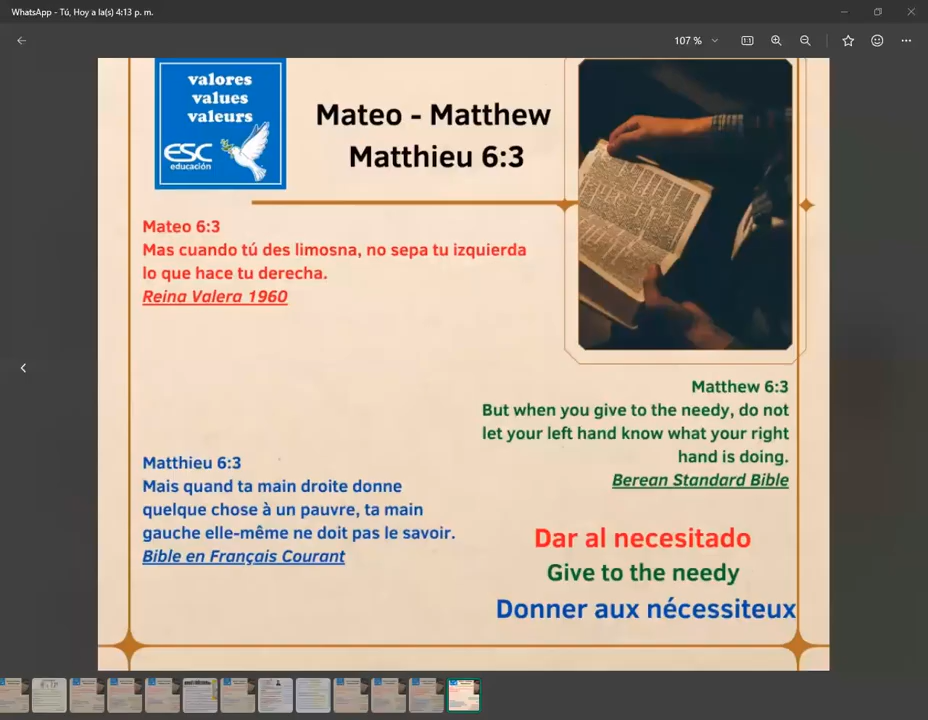 WhatsApp - Tú, Hoy a la(s) 4:13 p. m.
107 %
valores
values
valeurs
esc
educación
Mateo - Matthew
Matthieu 6:3
Mateo 6:3
Mas cuando tú des limosna, no sepa tu izquierda
lo que hace tu derecha.
Reina Valera 1960
Matthew 6:3
But when you give to the needy, do not
let your left hand know what your right
hand is doing.
Berean Standard Bible
Matthieu 6:3
Mais quand ta main droite donne
quelque chose à un pauvre, ta main
gauche elle-même ne doit pas le savoir.
Bible en Français Courant
Dar al necesitado
Give to the needy
Donner aux nécessiteux